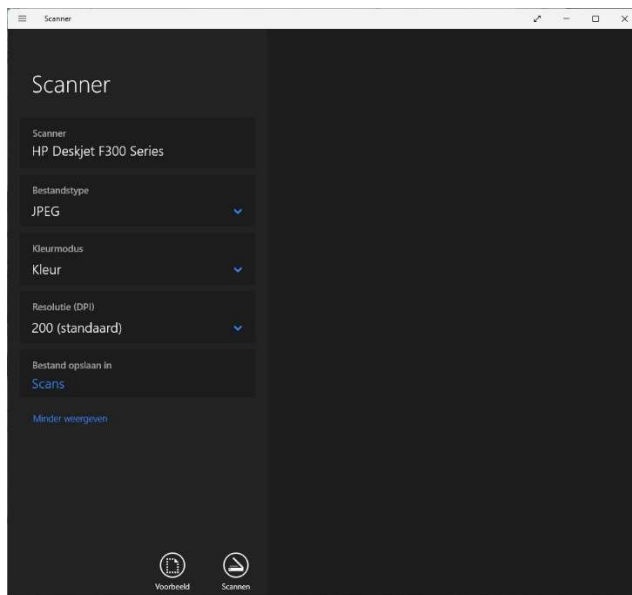 Scanner
Scanner
Scanner
HP Deskjet F300 Series
Bestandstype
JPEG
Kleurmodus
Kleur
Resolutie (DPI)
200 (standaard)
Bestand opslaan in
Scans
Minder weergeven
Voorbeeld Scannen